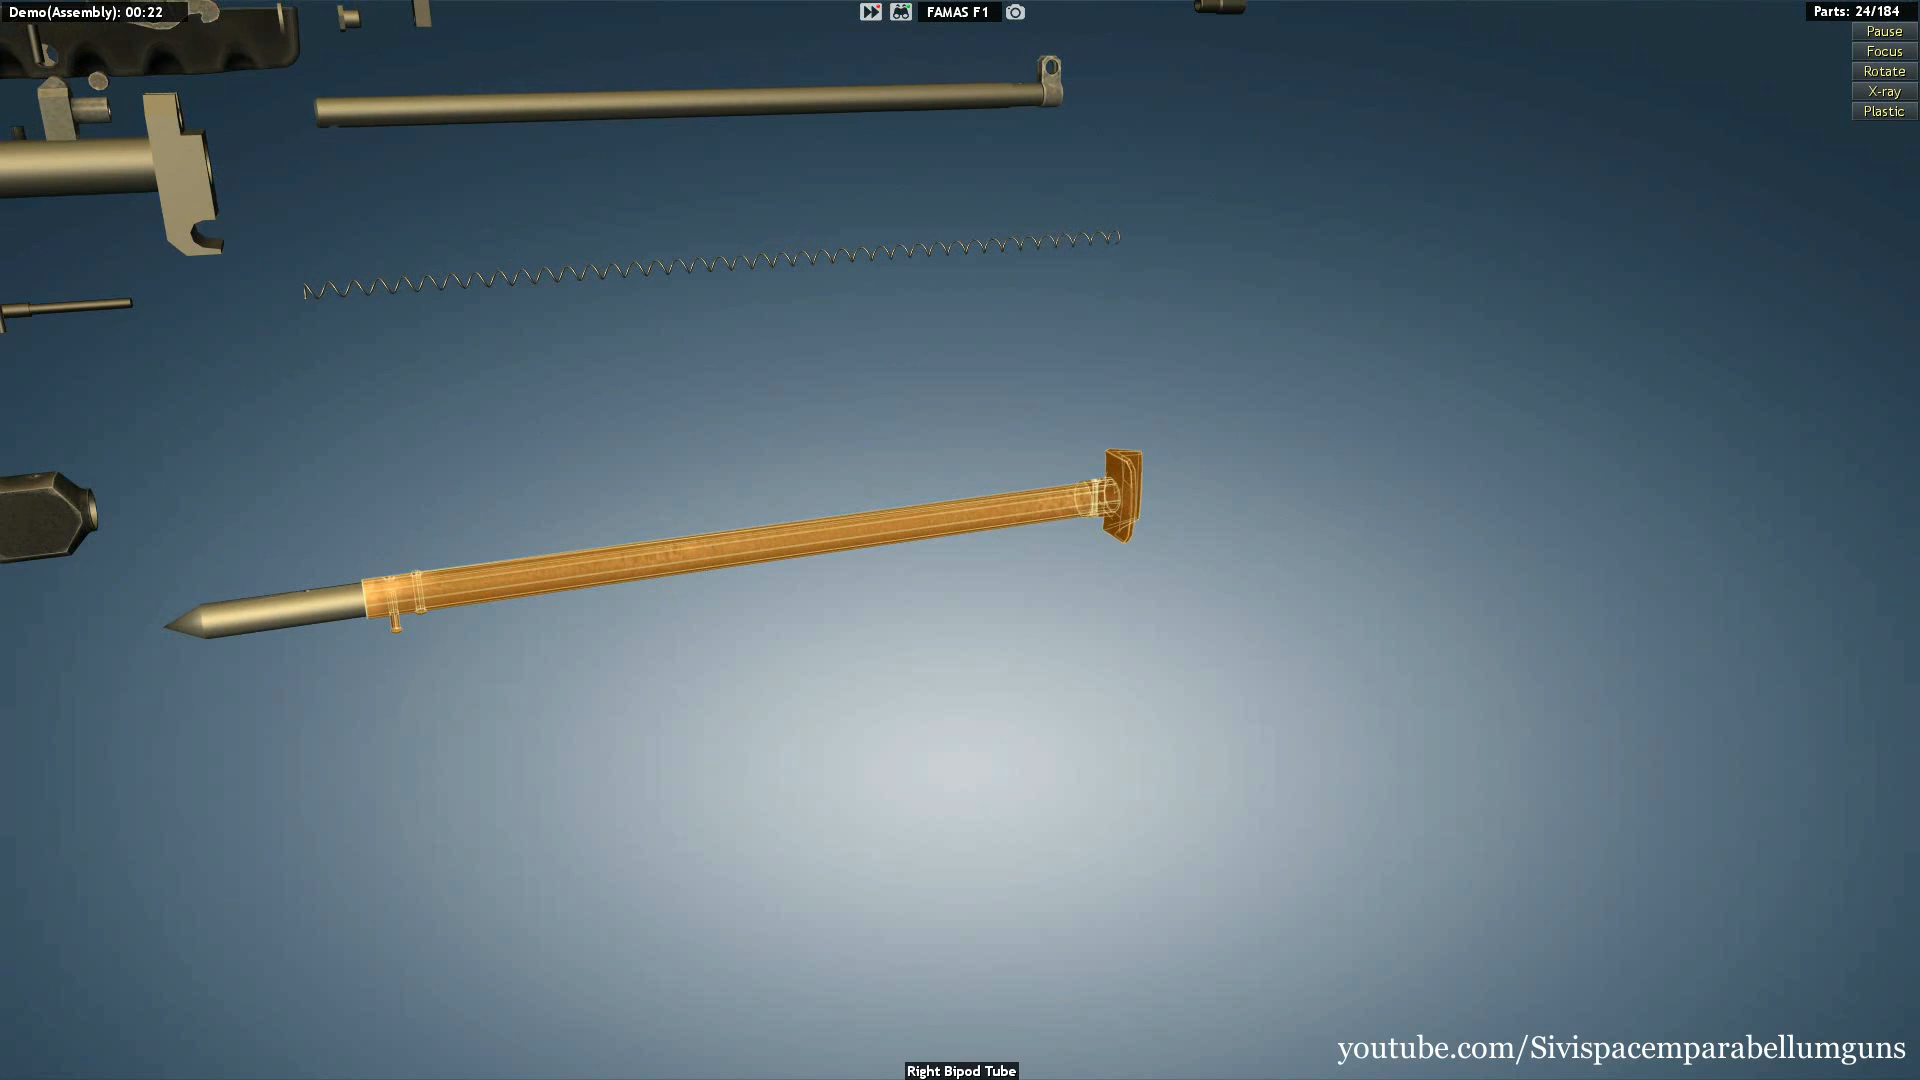 Demo(Assembly): 00:22
FAMAS F1
Parts: 24/184
Pause
Focus
Rotate
X-ray
Plastic
youtube.com/Sivispacemparabellumguns
Right Bipod Tube